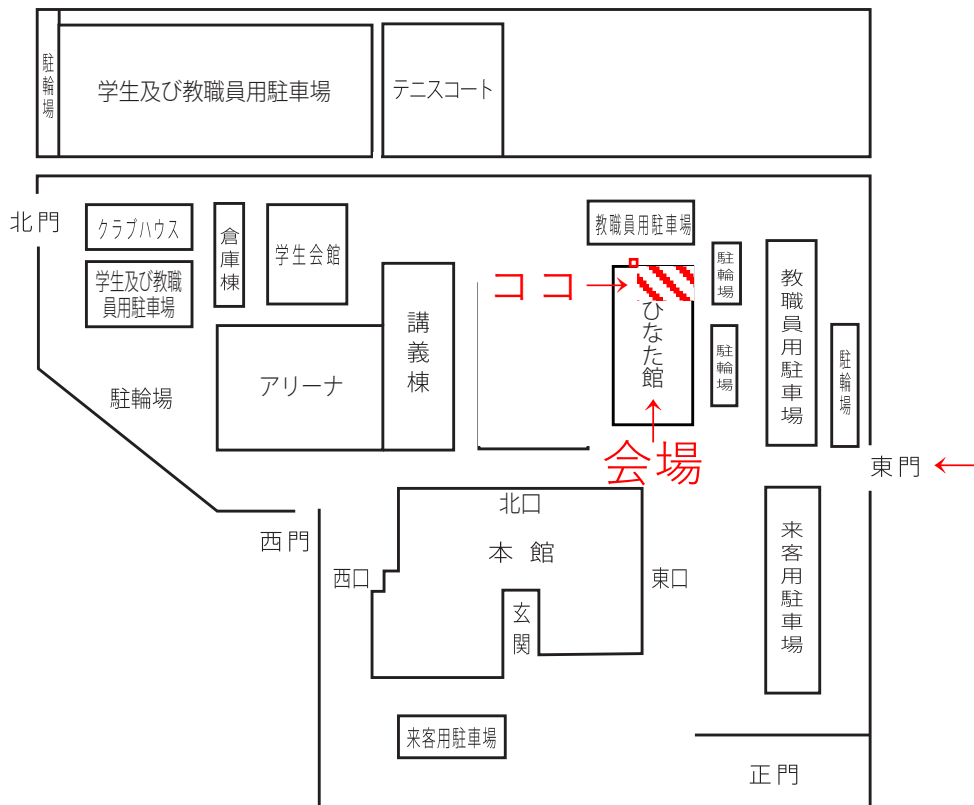 駐輪場
学生及び教職員用駐車場
テニスコート
北門
クラブハウス
倉庫棟
学生会館
教職員用駐車場
学生及び教職
員用駐車場
ココ
駐輪場
教職員用駐車場
講義棟
ひなた館
駐輪場
駐輪場
アリーナ
駐輪場
会場
東門
北口
本館
西門
西口
東口
来客用駐車場
玄関
来客用駐車場
正門